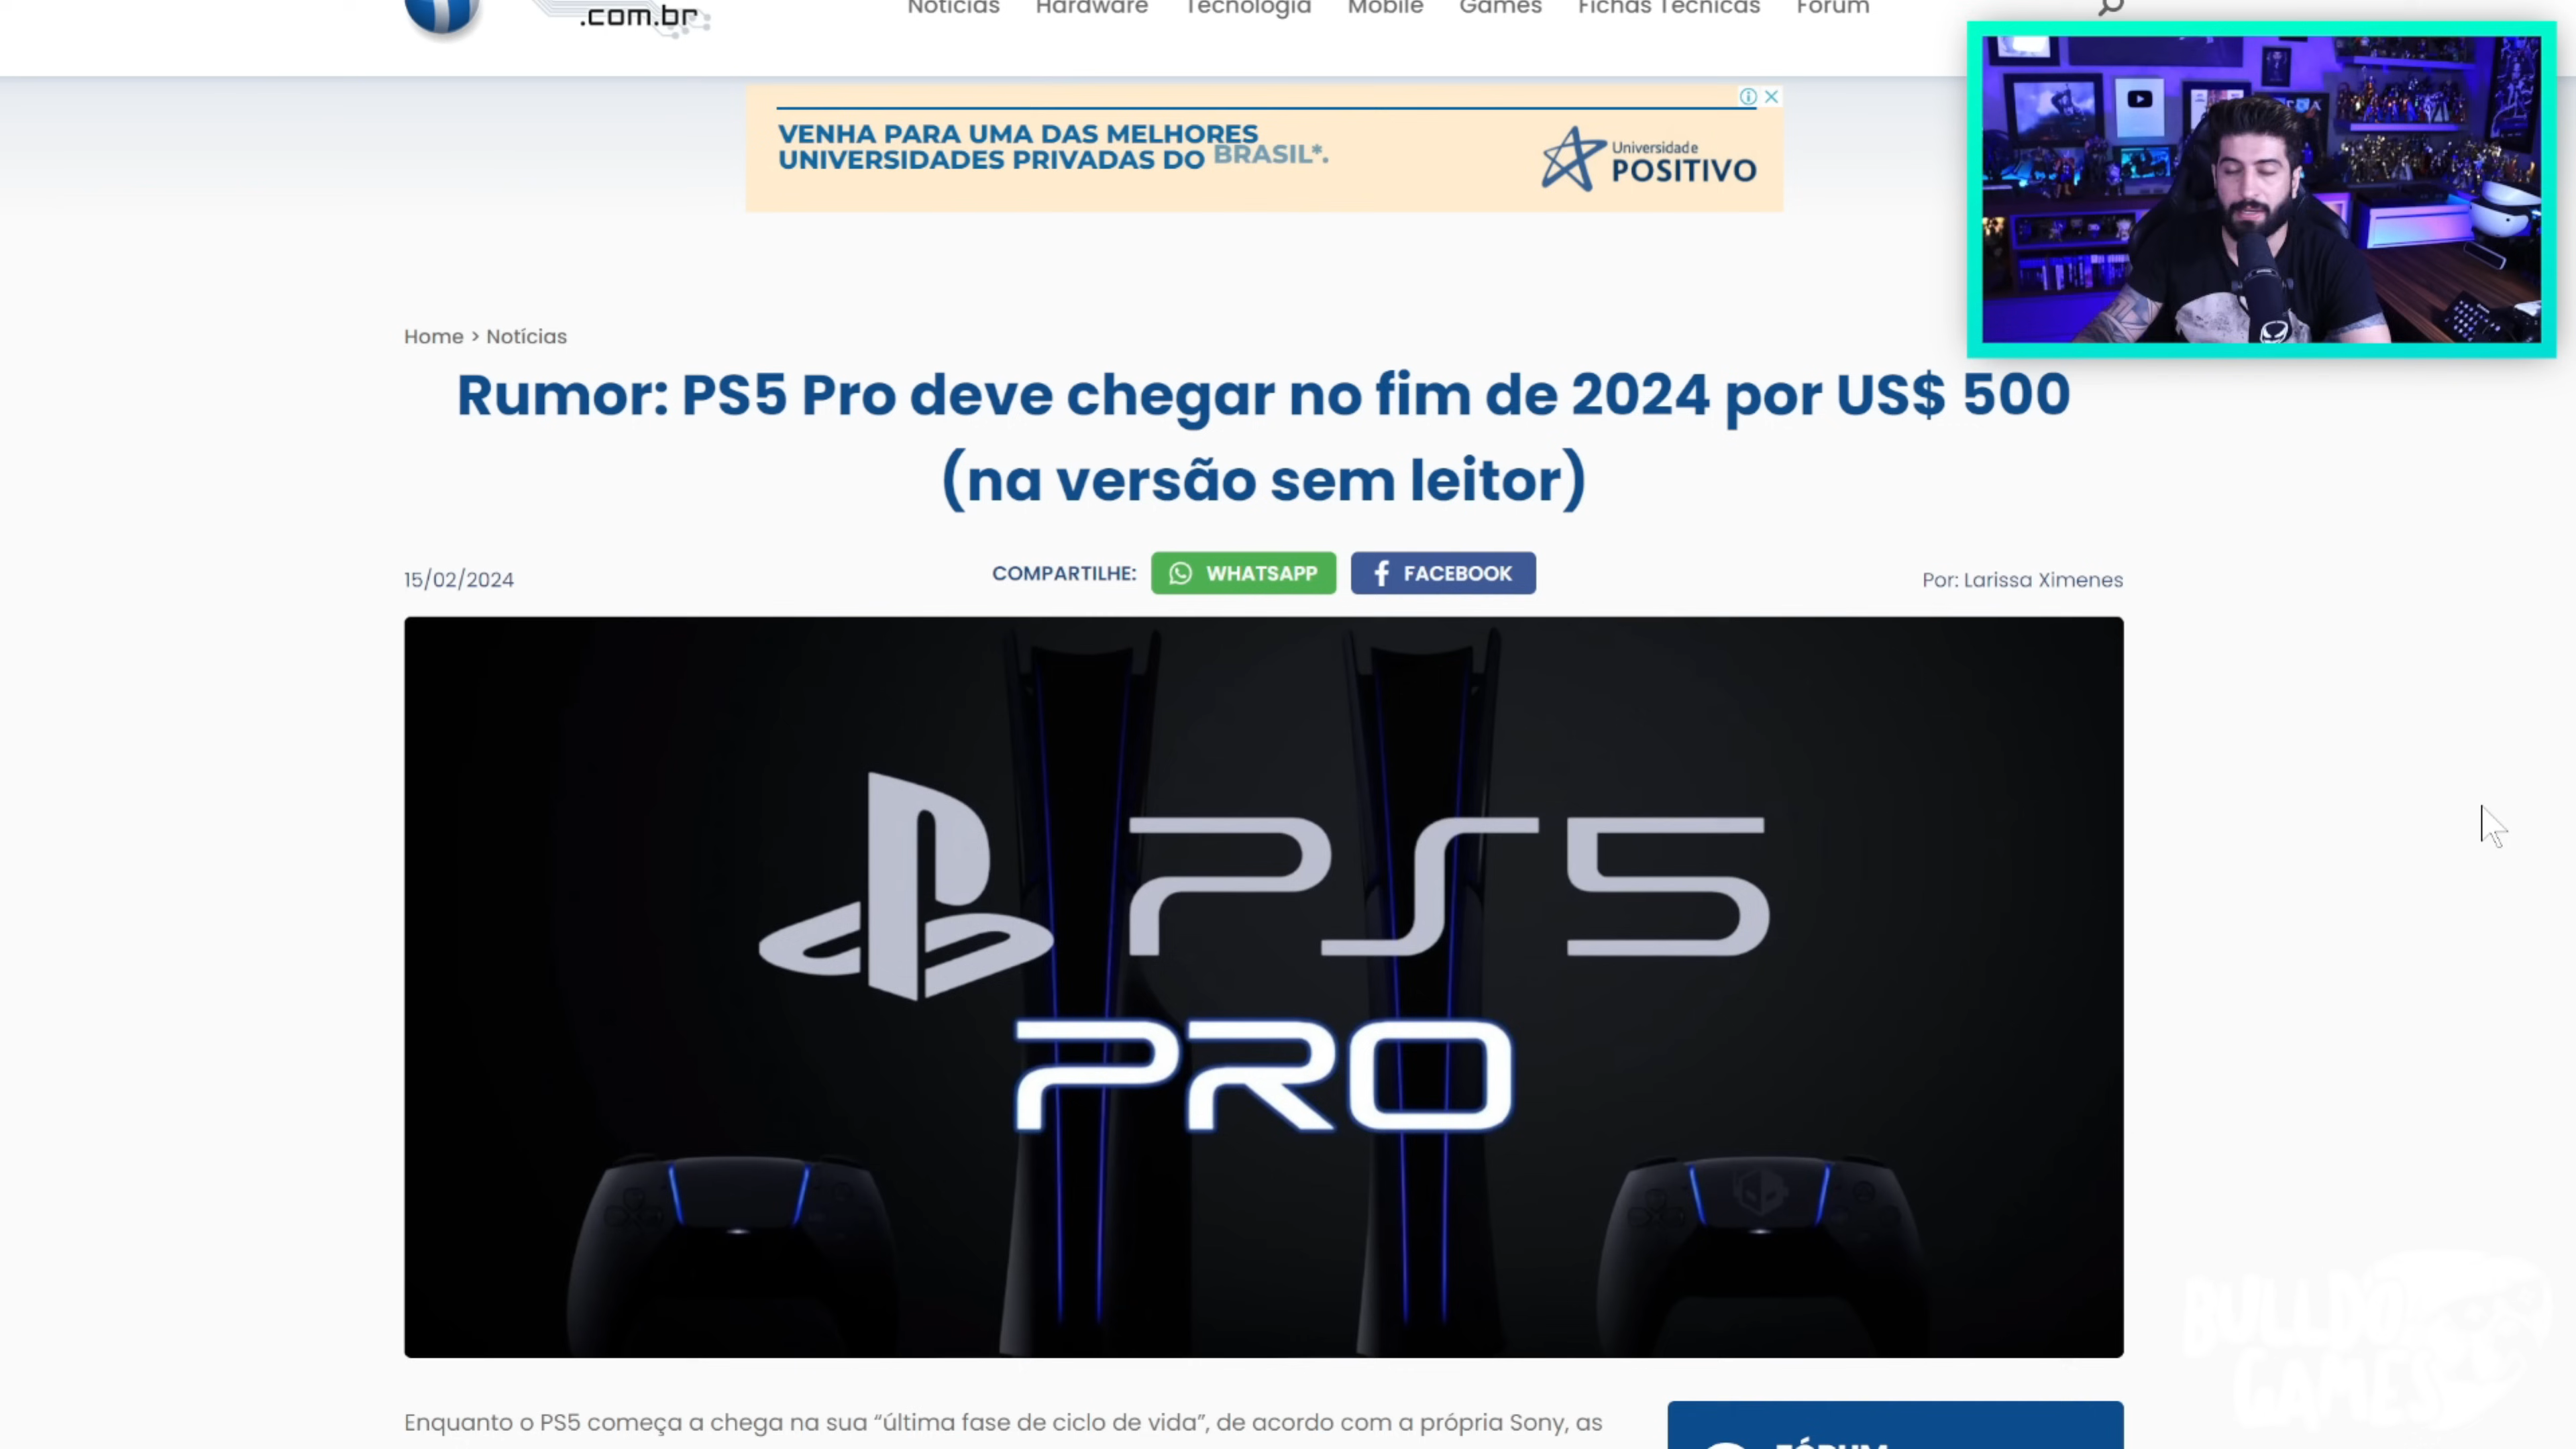 .com.br
Notícias Hardware Tecnologia Mobile Games Fichas Técnicas Fórum
VENHA PARA UMA DAS MELHORES
UNIVERSIDADES PRIVADAS DO BRASIL*.
Universidade
POSITIVO
Home > Notícias
Rumor: PS5 Pro deve chegar no fim de 2024 por US$ 500
(na versão sem leitor)
15/02/2024
COMPARTILHE: WHATSAPP FACEBOOK
Por: Larissa Ximenes
PS5
PRO
Enquanto o PS5 começa a chega na sua “última fase de ciclo de vida”, de acordo com a própria Sony, as
FÓRUM
BULLDOG
GAMES